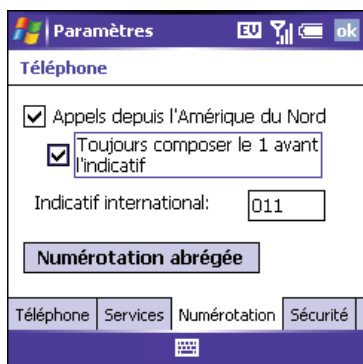 Paramètres EV ok
Téléphone
Appels depuis l'Amérique du Nord
Toujours composer le 1 avant
l'indicatif
Indicatif international: 011
Numérotation abrégée
Téléphone Services Numérotation Sécurité